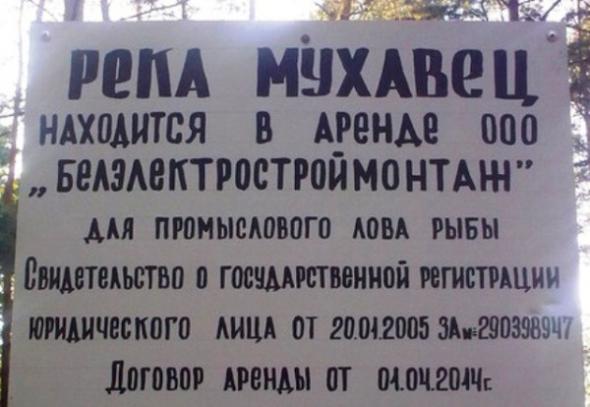 РЕКА МУХАВЕЦ
НАХОДИТСЯ В АРЕНДЕ ООО
„БЕЛЭЛЕКТРОСТРОЙМОНТАЖ”
ДЛЯ ПРОМЫСЛОВОГО ЛОВА РЫБЫ
СВИДЕТЕЛЬСТВО О ГОСУДАРСТВЕННОЙ РЕГИСТРАЦИИ
ЮРИДИЧЕСКОГО ЛИЦА ОТ 20.01.2005 ЗА №290398947
ДОГОВОР АРЕНДЫ ОТ 01.04.2014г.